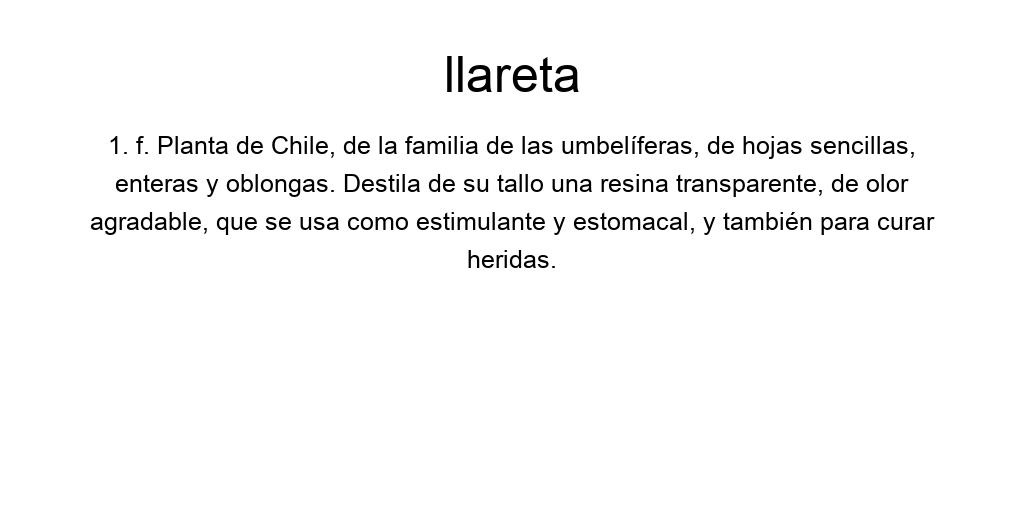 llareta
1. f. Planta de Chile, de la familia de las umbelíferas, de hojas sencillas,
enteras y oblongas. Destila de su tallo una resina transparente, de olor
agradable, que se usa como estimulante y estomacal, y también para curar
heridas.